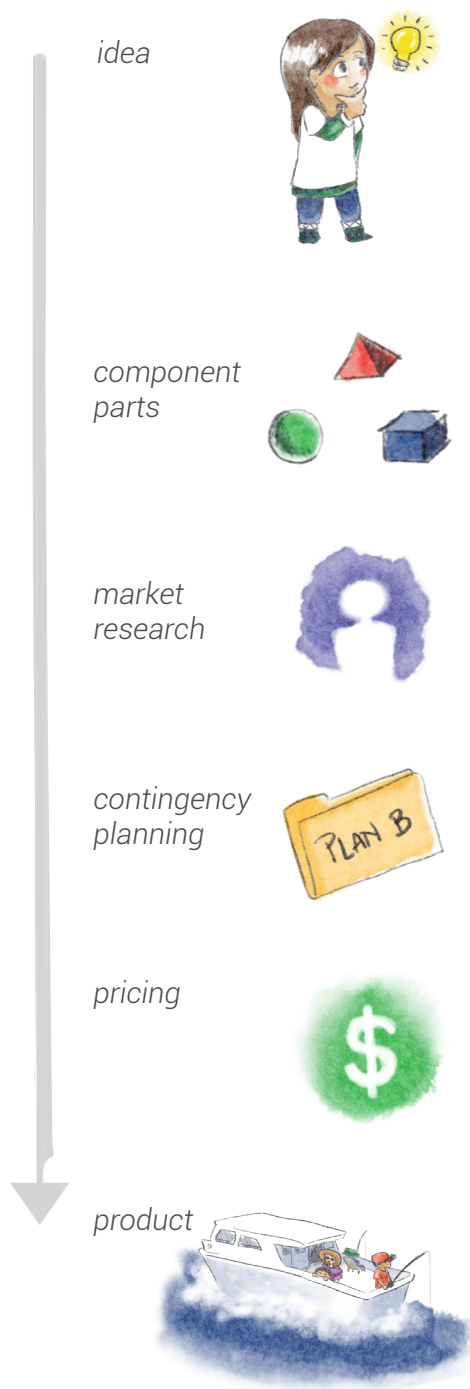 idea
component
parts
market
research
contingency
planning
PLAN B
pricing
$
product